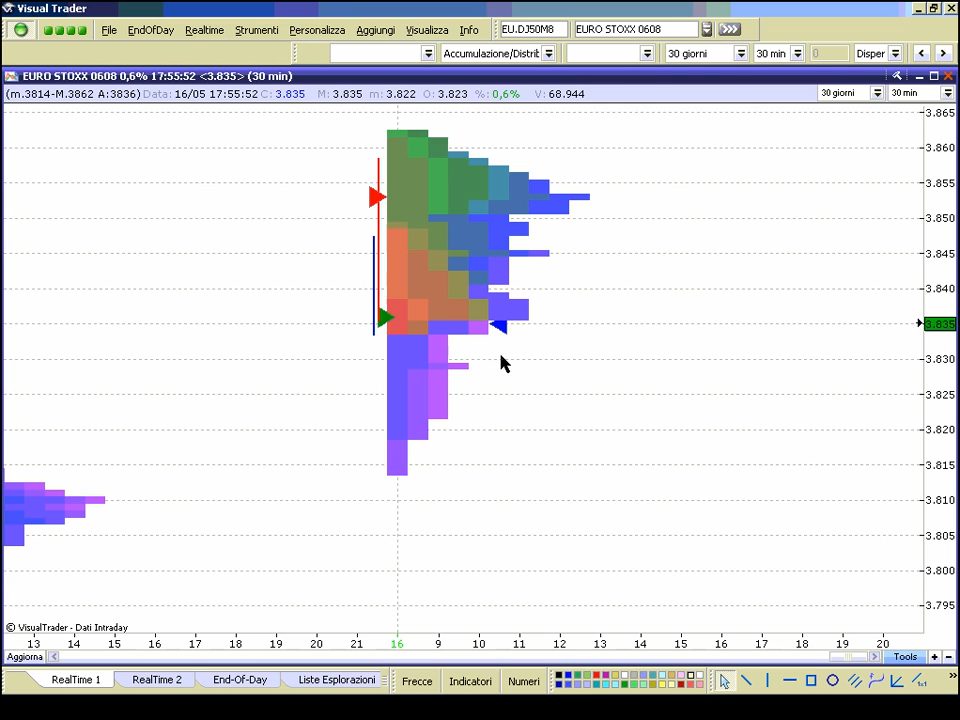 Visual Trader
File EndOfDay Realtime Strumenti Personalizza Aggiungi Visualizza Info EU.DJ50M8 EURO STOXX 0608
Accumulazione/Distrit 30 giorni 30 min 0 Disper
EURO STOXX 0608 0,6% 17:55:52 <3.835> (30 min)
(m.3814-M.3862 A:3836) Data: 16/05 17:55:52 C: 3.835 M: 3.835 m: 3.822 O: 3.823 %: 0,6% V: 68.944 30 giorni 30 min
3.865
3.860
3.855
3.850
3.845
3.840
3.835
3.830
3.825
3.820
3.815
3.810
3.805
3.800
3.795
© VisualTrader - Dati Intraday
13 14 15 16 17 18 19 20 21 16 9 10 11 12 13 14 15 16 17 18 19 20
Aggiorna Tools + -
RealTime 1 RealTime 2 End-Of-Day Liste Esplorazioni Frecce Indicatori Numeri